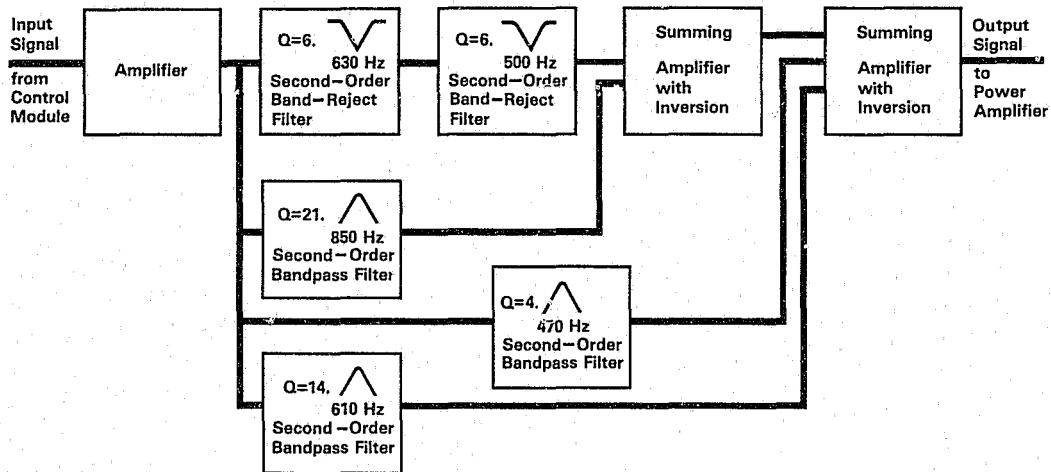 Input
Signal
from
Control
Module
Amplifier
Q=6.
630 Hz
Second-Order
Band-Reject
Filter
Q=6.
500 Hz
Second-Order
Band-Reject
Filter
Summing
Amplifier
with
Inversion
Summing
Amplifier
with
Inversion
Output
Signal
to
Power
Amplifier
Q=21.
850 Hz
Second-Order
Bandpass Filter
Q=4.
470 Hz
Second-Order
Bandpass Filter
Q=14.
610 Hz
Second-Order
Bandpass Filter